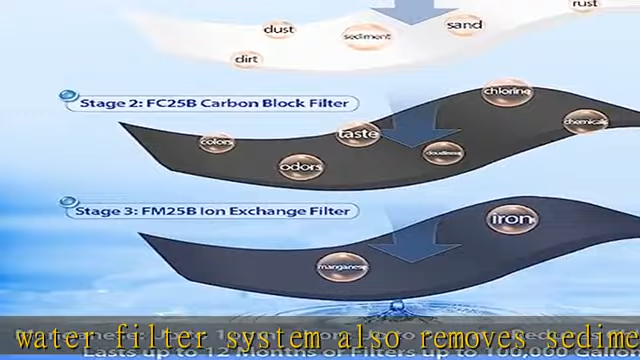 rust
dust
sediment
sand
dirt
Stage 2: FC25B Carbon Block Filter
chlorine
chemicals
colors
taste
odors
cloudiness
Stage 3: FM25B Ion Exchange Filter
iron
manganese
water filter system also removes sedime
Lasts up to 12 Months or Filters up to 100,000 Gallo